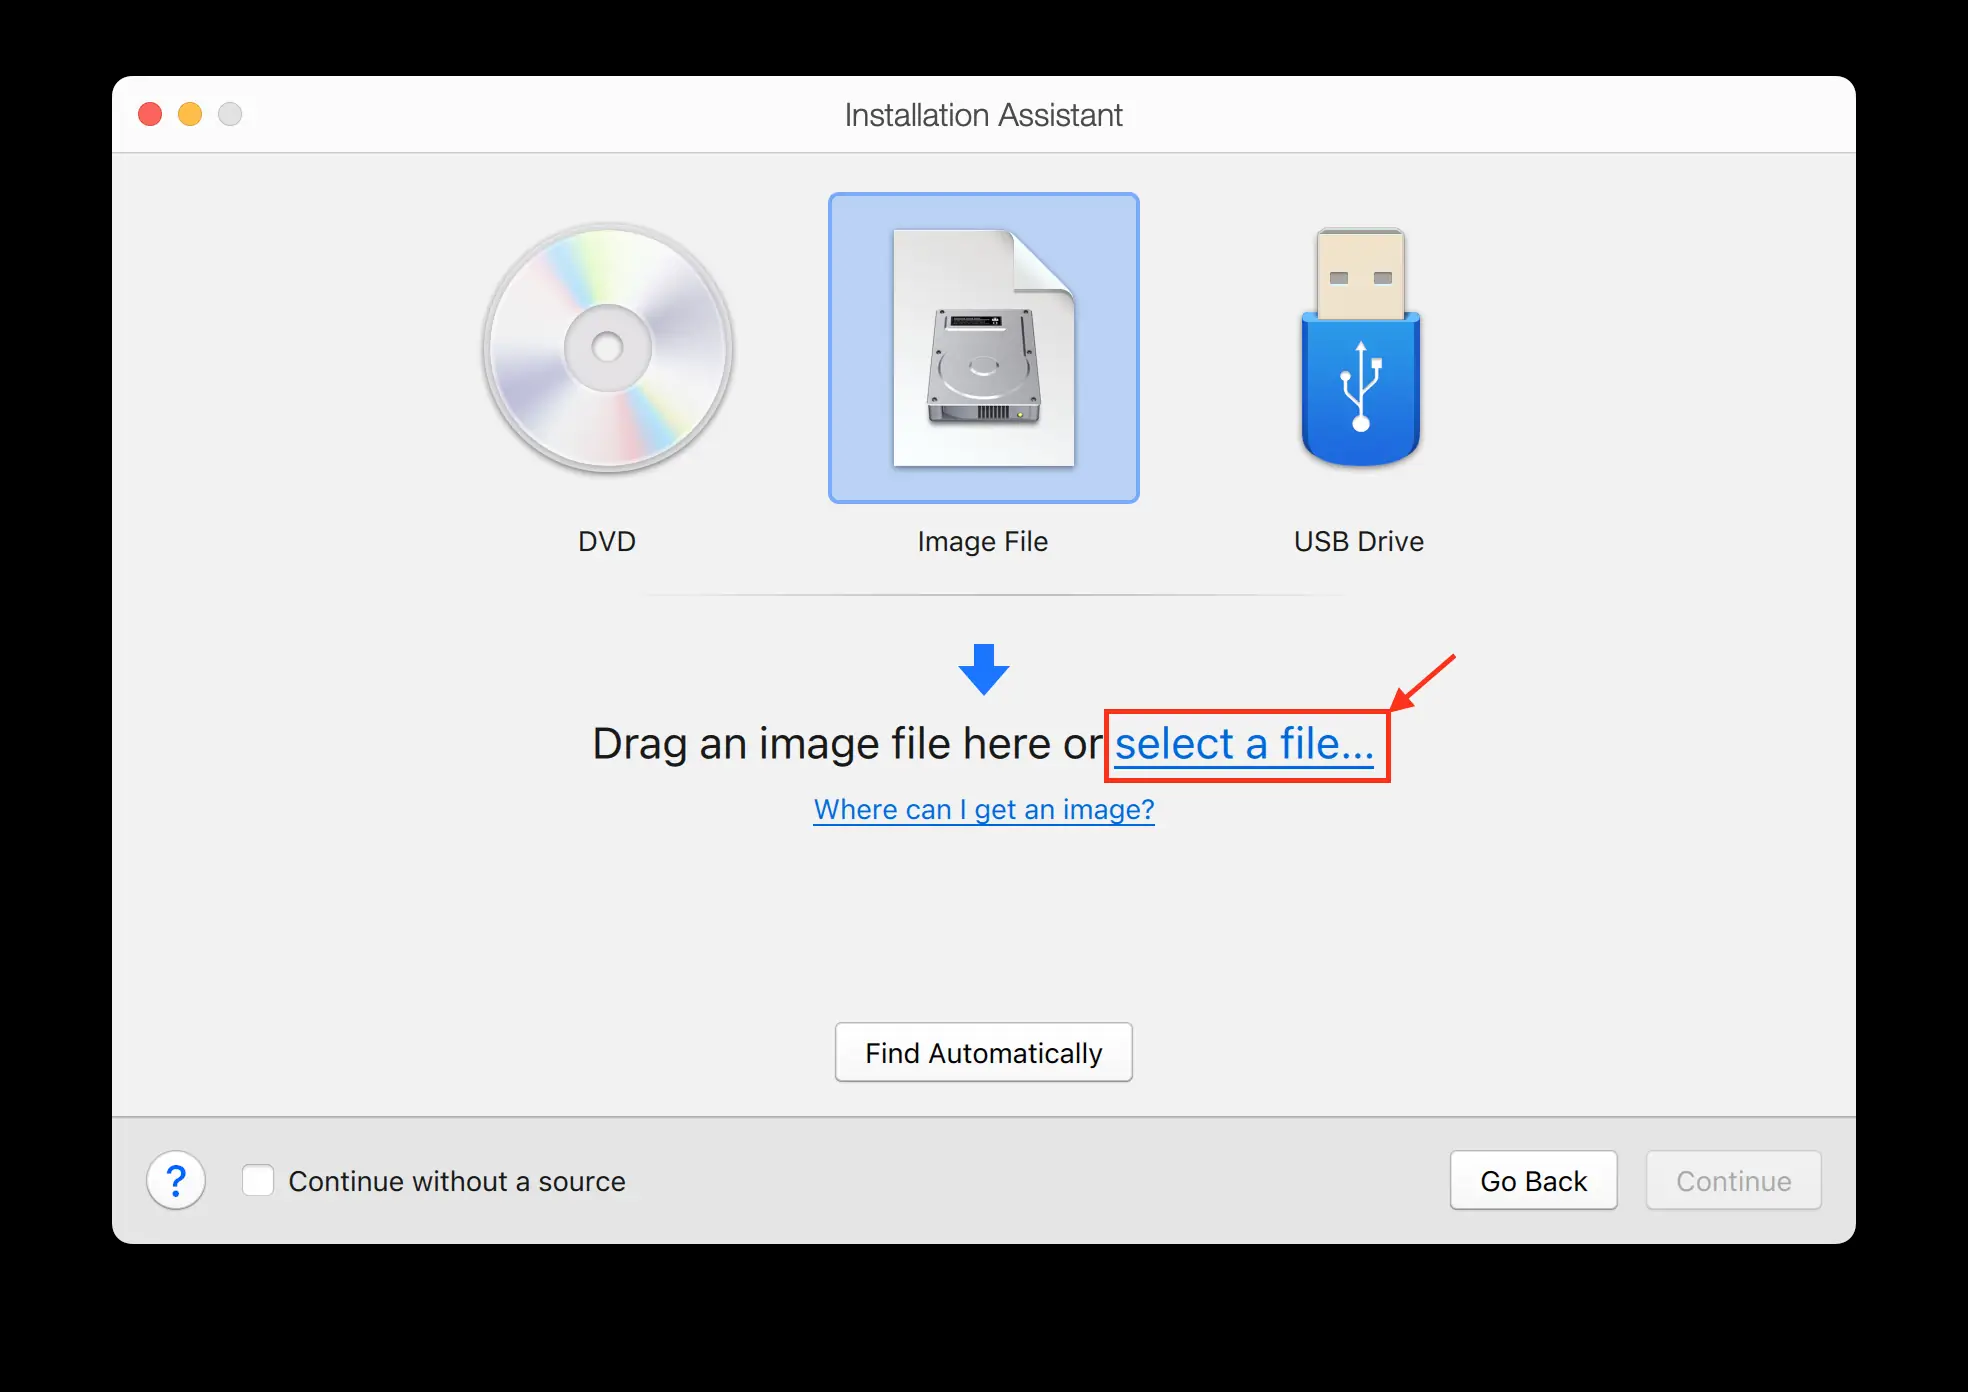 Installation Assistant
DVD
Image File
USB Drive
Drag an image file here or select a file...
Where can I get an image?
Find Automatically
? Continue without a source
Go Back
Continue